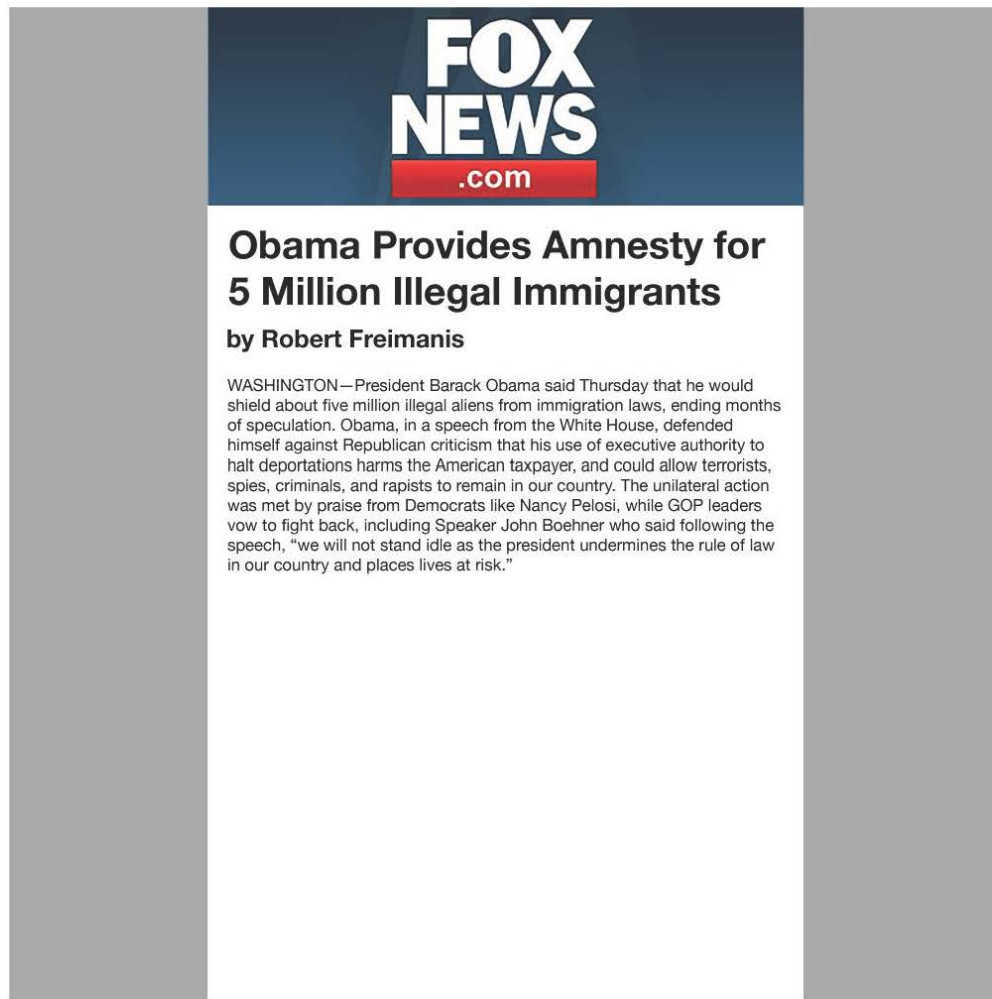 FOX
NEWS
.com
Obama Provides Amnesty for
5 Million Illegal Immigrants
by Robert Freimanis
WASHINGTON—President Barack Obama said Thursday that he would
shield about five million illegal aliens from immigration laws, ending months
of speculation. Obama, in a speech from the White House, defended
himself against Republican criticism that his use of executive authority to
halt deportations harms the American taxpayer, and could allow terrorists,
spies, criminals, and rapists to remain in our country. The unilateral action
was met by praise from Democrats like Nancy Pelosi, while GOP leaders
vow to fight back, including Speaker John Boehner who said following the
speech, “we will not stand idle as the president undermines the rule of law
in our country and places lives at risk.”